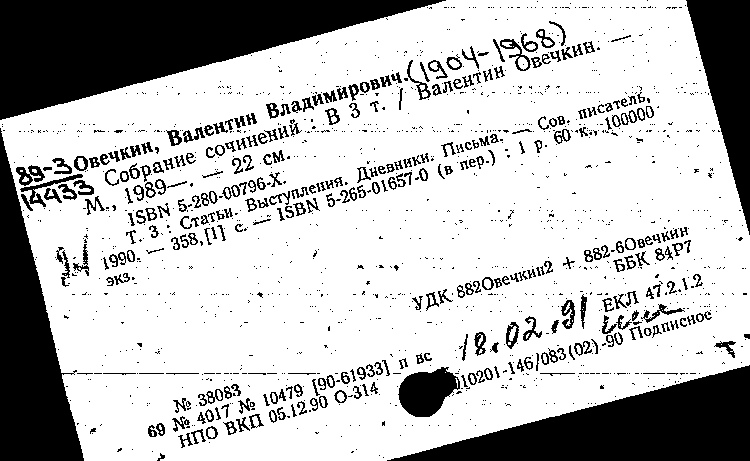 Овечкин, Валентин Владимирович. (1904-1968)
89-3
14433
Собрание сочинений : В 3 т. / Валентин Овечкин. —
М., 1989—. — 22 см.
ISBN 5-280-00796-X.
Т. 3 : Статьи. Выступления. Дневники. Письма. — Сов. писатель,
1990. — 358,[1] с. — ISBN 5-265-01657-0 (в пер.) : 1 р. 60 к., 100000
экз.
УДК 882Овечкин2 + 882-6Овечкин
ББК 84Р7
18.02.91
ЕКЛ 47.2.1.2
№ 38083
69 № 4017 № 10479 [90-61933] п вс
010201-146/083(02)-90 Подписное
НПО ВКП 05.12.90 О-314